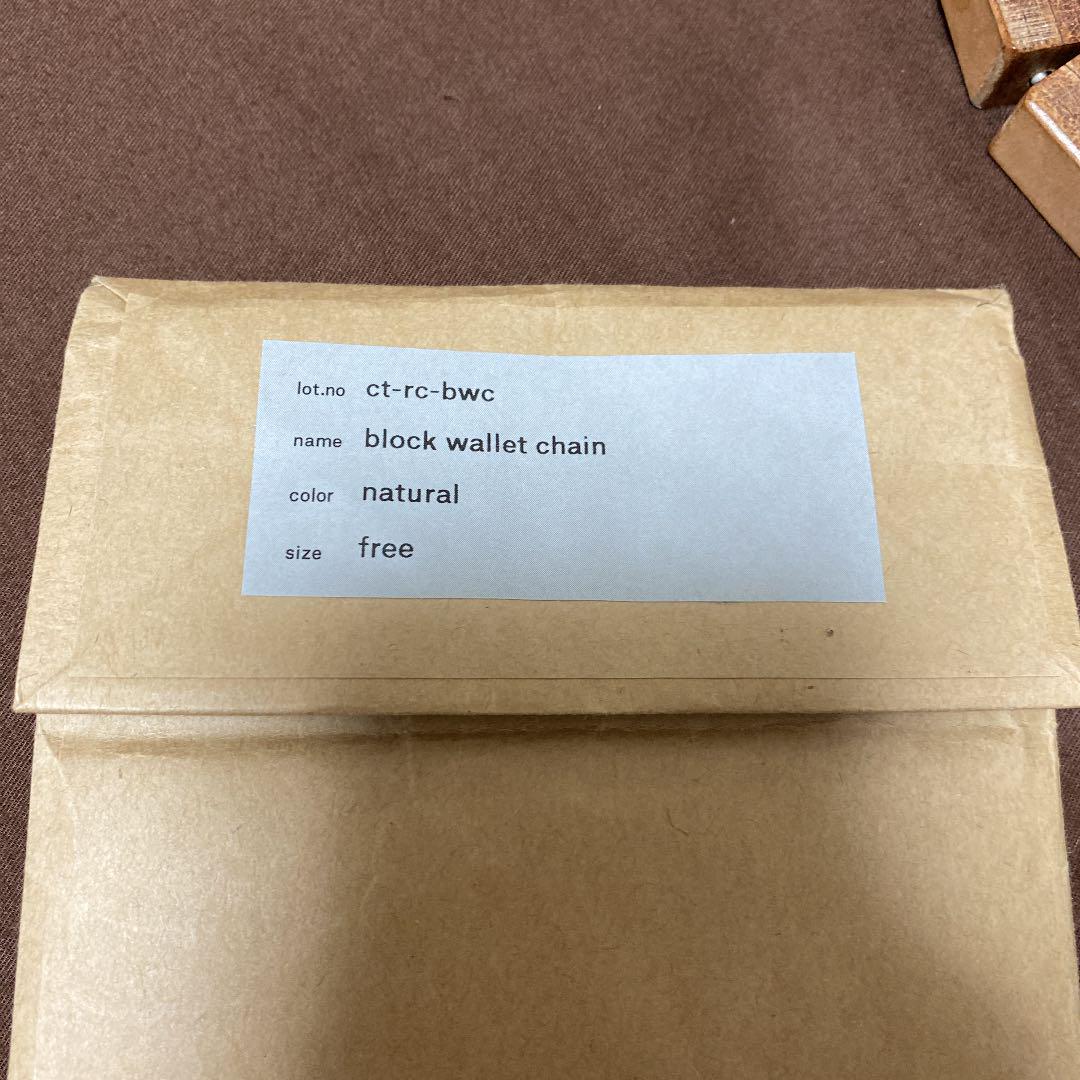 lot.no ct-rc-bwc
name block wallet chain
color natural
size free